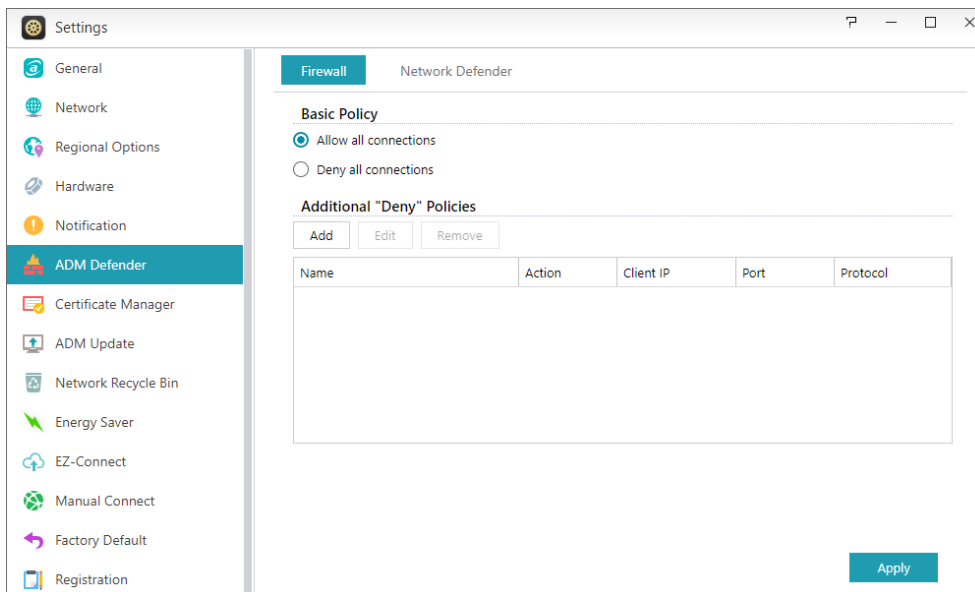 Settings
General
Network
Regional Options
Hardware
Notification
ADM Defender
Certificate Manager
ADM Update
Network Recycle Bin
Energy Saver
EZ-Connect
Manual Connect
Factory Default
Registration
Firewall Network Defender
Basic Policy
Allow all connections
Deny all connections
Additional "Deny" Policies
Add Edit Remove
Name Action Client IP Port Protocol
Apply